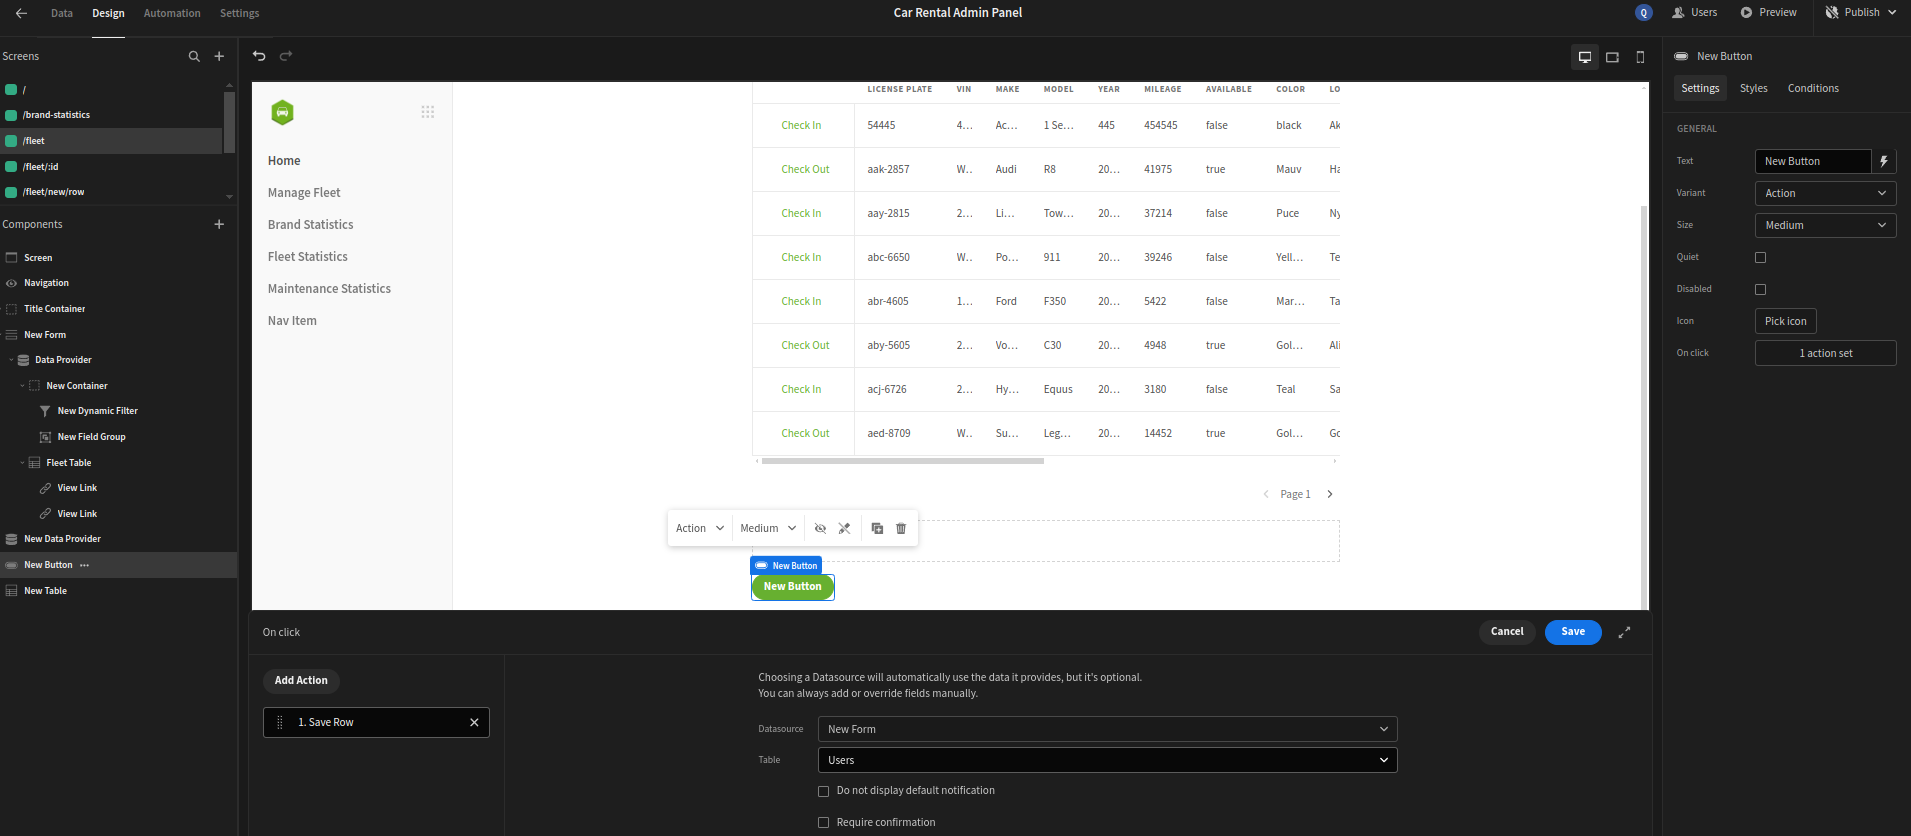 Data Design Automation Settings
Car Rental Admin Panel
Q Users Preview Publish
Screens
/
/brand-statistics
/fleet
/fleet/:id
/fleet/new/row
Components
Screen
Navigation
Title Container
New Form
Data Provider
New Container
New Dynamic Filter
New Field Group
Fleet Table
View Link
View Link
New Data Provider
New Button ...
New Table
Home
Manage Fleet
Brand Statistics
Fleet Statistics
Maintenance Statistics
Nav Item
LICENSE PLATE VIN MAKE MODEL YEAR MILEAGE AVAILABLE COLOR LO
Check In 54445 4... Ac... 1 Se... 445 454545 false black Ak
Check Out aak-2857 W.. Audi R8 20... 41975 true Mauv Ha
Check In aay-2815 2... Li... Tow... 20... 37214 false Puce Ny
Check In abc-6650 W.. Po... 911 20... 39246 false Yell... Te
Check In abr-4605 1... Ford F350 20... 5422 false Mar... Ta
Check Out aby-5605 2... Vo... C30 20... 4948 true Gol... Ali
Check In acj-6726 2... Hy... Equus 20... 3180 false Teal Sa
Check Out aed-8709 W.. Su... Leg... 20... 14452 true Gol... Go
Page 1
Action Medium
New Button
New Button
On click
Cancel Save
Add Action
1. Save Row
Choosing a Datasource will automatically use the data it provides, but it's optional.
You can always add or override fields manually.
Datasource New Form
Table Users
Do not display default notification
Require confirmation
New Button
Settings Styles Conditions
GENERAL
Text New Button
Variant Action
Size Medium
Quiet
Disabled
Icon Pick icon
On click 1 action set